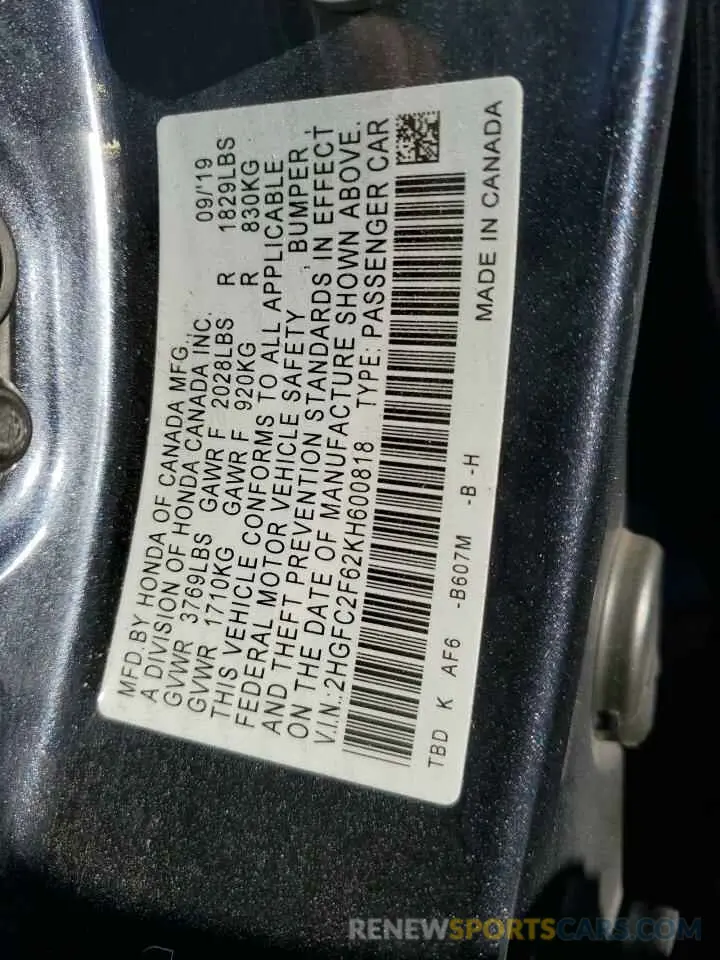 MFD.BY HONDA OF CANADA MFG., 09/'19
A DIVISION OF HONDA CANADA INC.
GVWR 3769LBS GAWR F 2028LBS R 1829LBS
GVWR 1710KG GAWR F 920KG R 830KG
THIS VEHICLE CONFORMS TO ALL APPLICABLE
FEDERAL MOTOR VEHICLE SAFETY, BUMPER,
AND THEFT PREVENTION STANDARDS IN EFFECT
ON THE DATE OF MANUFACTURE SHOWN ABOVE.
V.I.N.:2HGFC2F62KH600818 TYPE: PASSENGER CAR
TBD K AF6 -B607M -B -H
MADE IN CANADA
RENEWSPORTSCARS.COM